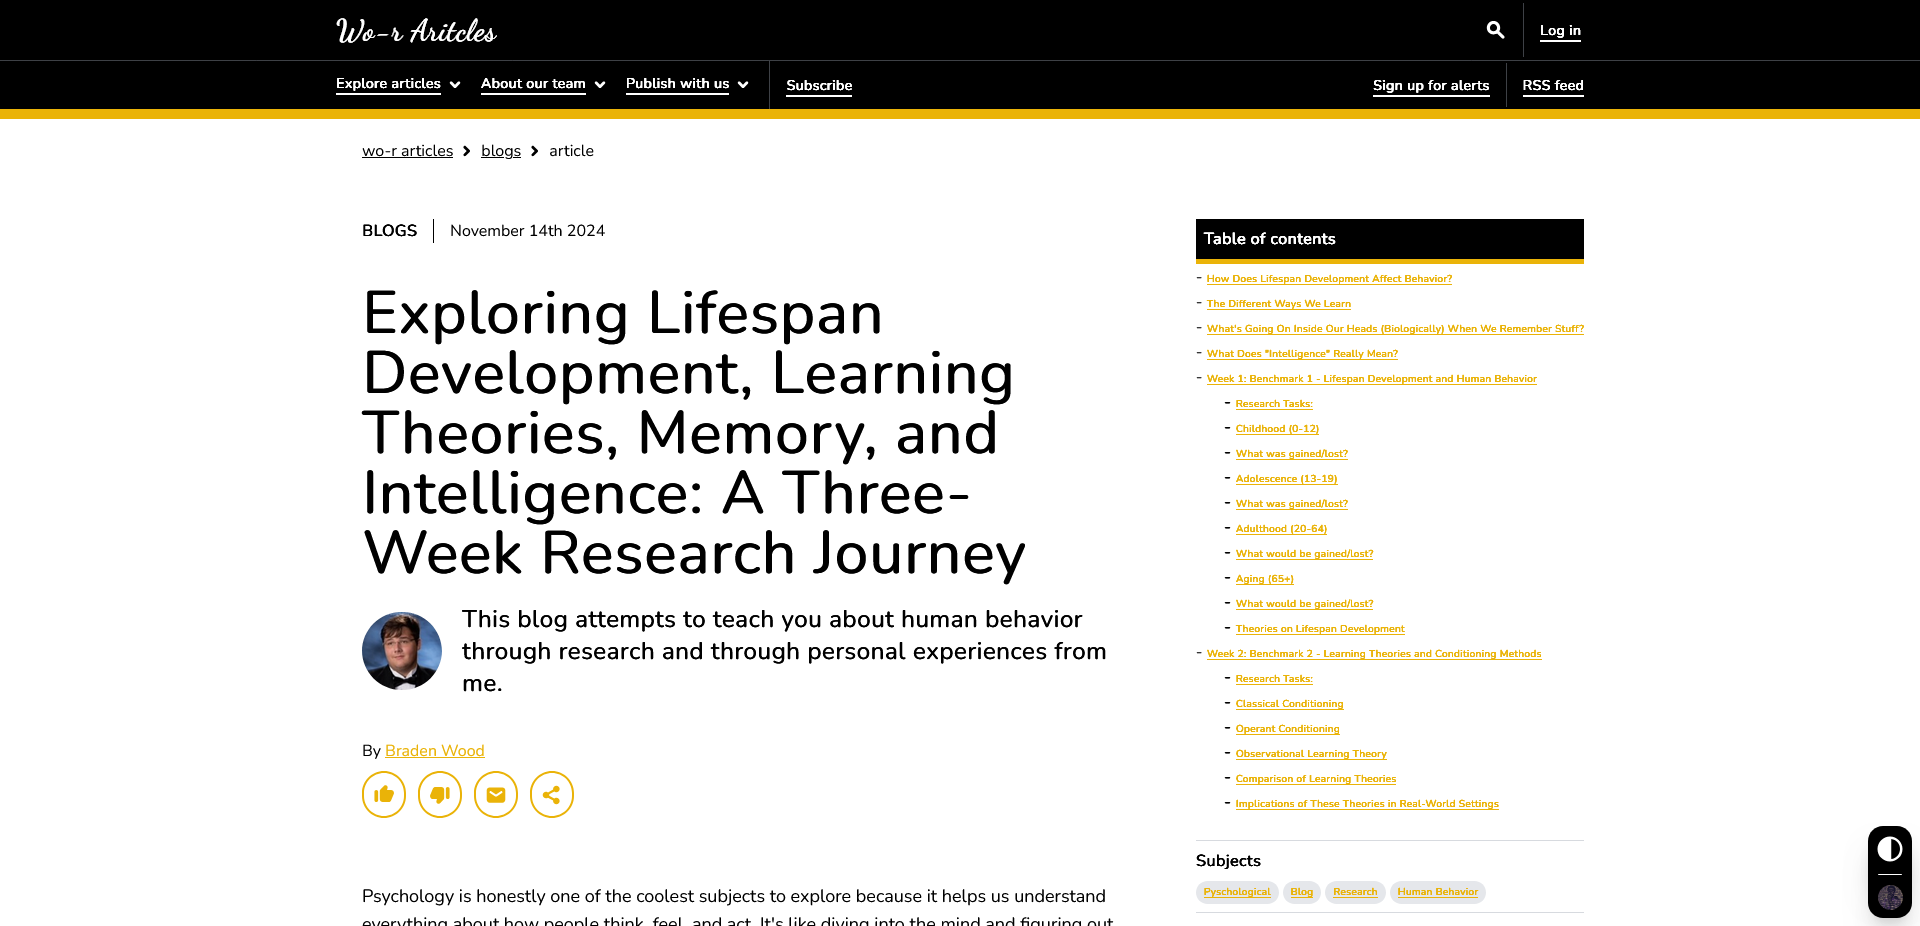 Wo-r Aritcles
Log in
Explore articles
About our team
Publish with us
Subscribe
Sign up for alerts
RSS feed
wo-r articles > blogs > article
BLOGS
November 14th 2024
Exploring Lifespan
Development, Learning
Theories, Memory, and
Intelligence: A Three-
Week Research Journey
This blog attempts to teach you about human behavior
through research and through personal experiences from
me.
By Braden Wood
Psychology is honestly one of the coolest subjects to explore because it helps us understand
everything about how people think, feel, and act. It's like diving into the mind and figuring out
Table of contents
- How Does Lifespan Development Affect Behavior?
- The Different Ways We Learn
- What's Going On Inside Our Heads (Biologically) When We Remember Stuff?
- What Does *Intelligence* Really Mean?
- Week 1: Benchmark 1 - Lifespan Development and Human Behavior
- Research Tasks:
- Childhood (0-12)
- What was gained/lost?
- Adolescence (13-19)
- What was gained/lost?
- Adulthood (20-64)
- What would be gained/lost?
- Aging (65+)
- What would be gained/lost?
- Theories on Lifespan Development
- Week 2: Benchmark 2 - Learning Theories and Conditioning Methods
- Research Tasks:
- Classical Conditioning
- Operant Conditioning
- Observational Learning Theory
- Comparison of Learning Theories
- Implications of These Theories in Real-World Settings
Subjects
Pyschological
Blog
Research
Human Behavior